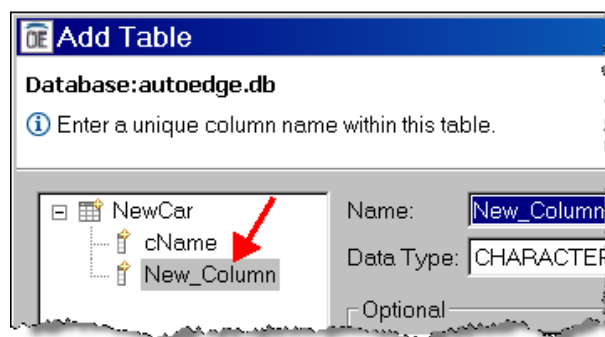 OE Add Table
Database:autoedge.db
Enter a unique column name within this table.
NewCar
cName
New_Column
Name: New_Column
Data Type: CHARACTER
Optional